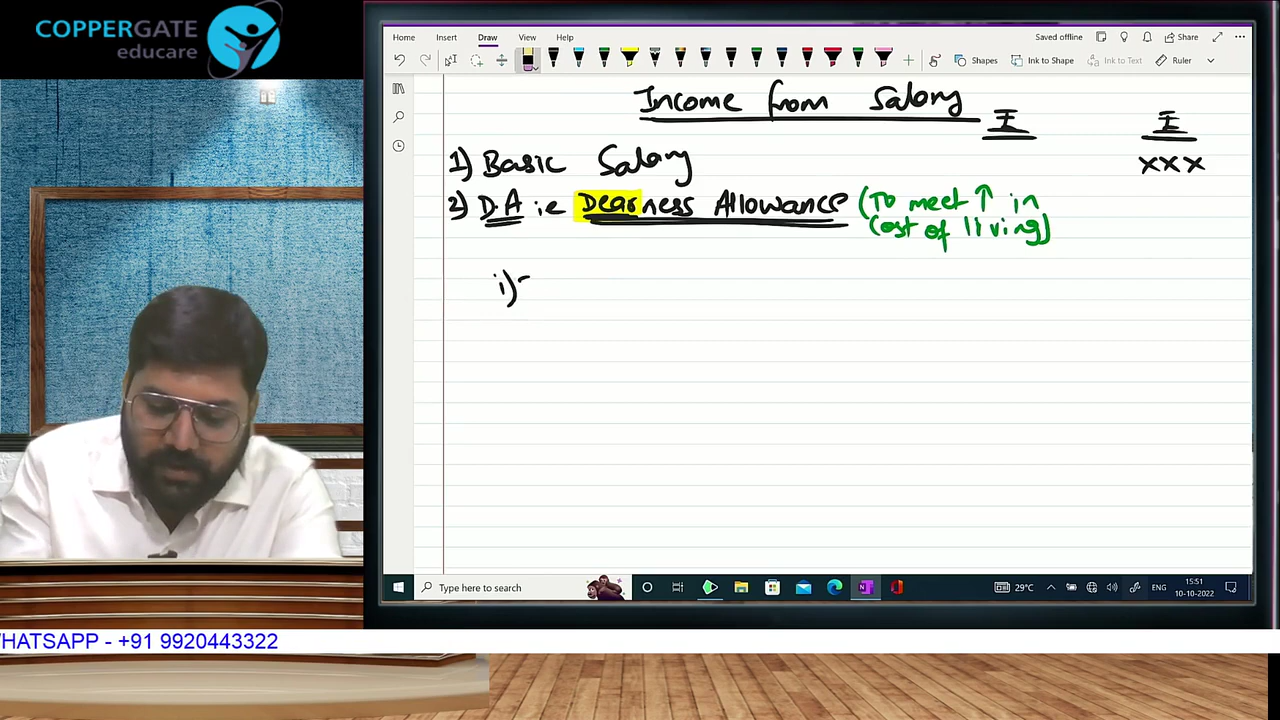 COPPERGATE
educare
Home Insert Draw View Help
Saved offline
Share
Shapes
Ink to Shape
Ink to Text
Ruler
Income from Salary
₹ ₹
1) Basic Salary xxx
2) D.A ie Dearness Allowance (To meet ↑ in
Cost of living)
i)
Type here to search
29°C
ENG
15:51
10-10-2022
WHATSAPP - +91 9920443322